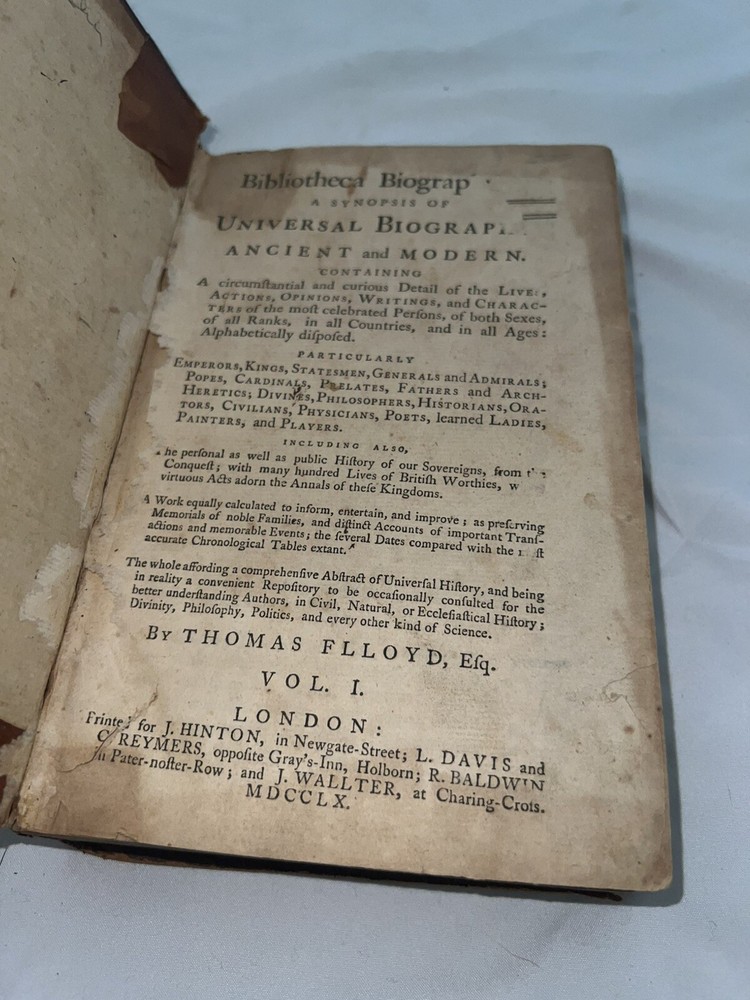 Bibliotheca Biograp
A SYNOPSIS OF
UNIVERSAL BIOGRAP
ANCIENT and MODERN.
CONTAINING
A circumſtantial and curious Detail of the LIVE,
ACTIONS, OPINIONS, WRITINGS, and CHARAC-
TERS of the moſt celebrated Perſons, of both Sexes,
of all Ranks, in all Countries, and in all Ages:
Alphabetically diſpoſed.
PARTICULARLY
EMPERORS, KINGS, STATESMEN, GENERALS and ADMIRALS;
POPES, CARDINALS, PRELATES, FATHERS and ARCH-
HERETICS; DIVINES, PHILOSOPHERS, HISTORIANS, ORA-
TORS, CIVILIANS, PHYSICIANS, POETS, learned LADIES,
PAINTERS, and PLAYERS.
INCLUDING ALSO,
he perſonal as well as public Hiſtory of our Sovereigns, from
Conqueſt; with many hundred Lives of Britiſh Worthies, w
virtuous Acts adorn the Annals of theſe Kingdoms.
A Work equally calculated to inform, entertain, and improve; as preſerving
Memorials of noble Families, and diſtinct Accounts of important Tranſ-
actions and memorable Events; the ſeveral Dates compared with the
accurate Chronological Tables extant.
The whole affording a comprehenſive Abſtract of Univerſal Hiſtory, and being
in reality a convenient Repoſitory to be occaſionally conſulted for the
better underſtanding Authors, in Civil, Natural, or Eccleſiaſtical Hiſtory;
Divinity, Philoſophy, Politics, and every other kind of Science.
BY THOMAS FLLOYD, Eſq.
VOL. I.
LONDON:
Printed for J. HINTON, in Newgate-Street; L. DAVIS and
C. REYMERS, oppoſite Gray's-Inn, Holborn; R. BALDWIN
in Pater-noſter-Row; and J. WALLTER, at Charing-Croſs.
MDCCLX.